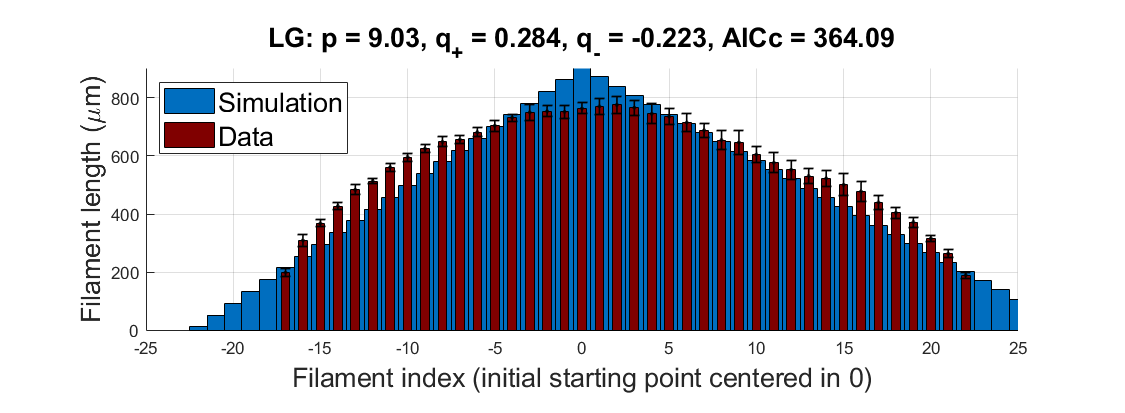 LG: p = 9.03, q+ = 0.284, q- = -0.223, AICc = 364.09
Filament length (μm)
Simulation
Data
800
600
400
200
0
-25 -20 -15 -10 -5 0 5 10 15 20 25
Filament index (initial starting point centered in 0)